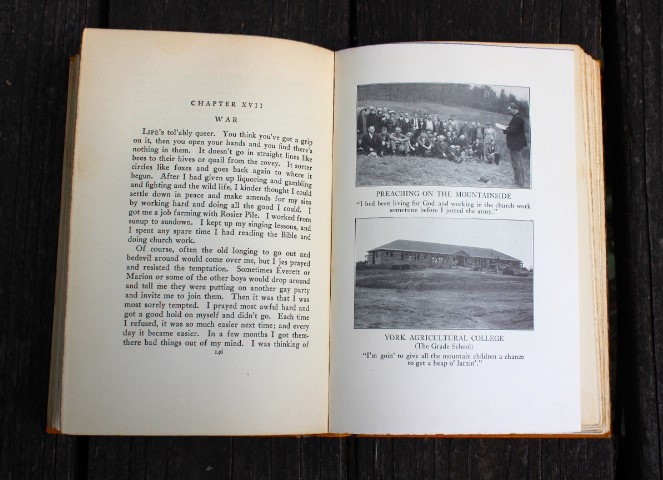 CHAPTER XVII
WAR
LIFE's tol'ably queer. You think you've got a grip
on it, then you open your hands and you find there's
nothing in them. It doesn't go in straight lines like
bees to their hives or quail from the covey. It sorter
circles like foxes and goes back again to where it
begun. After I had given up liquoring and gambling
and fighting and the wild life, I kinder thought I could
settle down in peace and make amends for my sins
by working hard and doing all the good I could. I
got me a job farming with Rosier Pile. I worked from
sunup to sundown. I kept up my singing lessons, and
I spent any spare time I had reading the Bible and
doing church work.
Of course, often the old longing to go out and
bedevil around would come over me, but I jes prayed
and resisted the temptation. Sometimes Everett or
Marion or some of the other boys would drop around
and tell me they were putting on another gay party
and invite me to join them. Then it was that I was
most sorely tempted. I prayed most awful hard and
got a good hold on myself and didn't go. Each time
I refused, it was so much easier next time; and every
day it became easier. In a few months I got them-
there bad things out of my mind. I was thinking of
146
PREACHING ON THE MOUNTAINSIDE
"I had been living for God and working in the church work
sometime before I joined the army."
YORK AGRICULTURAL COLLEGE
(The Grade School)
"I'm goin' to give all the mountain children a chance
to get a heap o' larnin'."